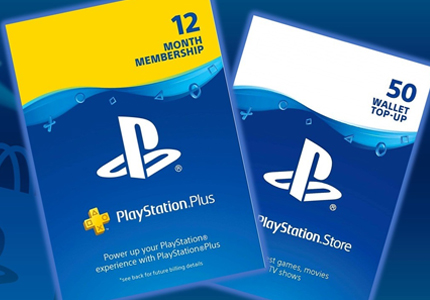 12
MONTH
MEMBERSHIP
PlayStation®Plus
Power up your PlayStation®
experience with PlayStation®Plus
*see back for future billing details
50
WALLET
TOP-UP
PlayStation®Store
games, movies
TV shows